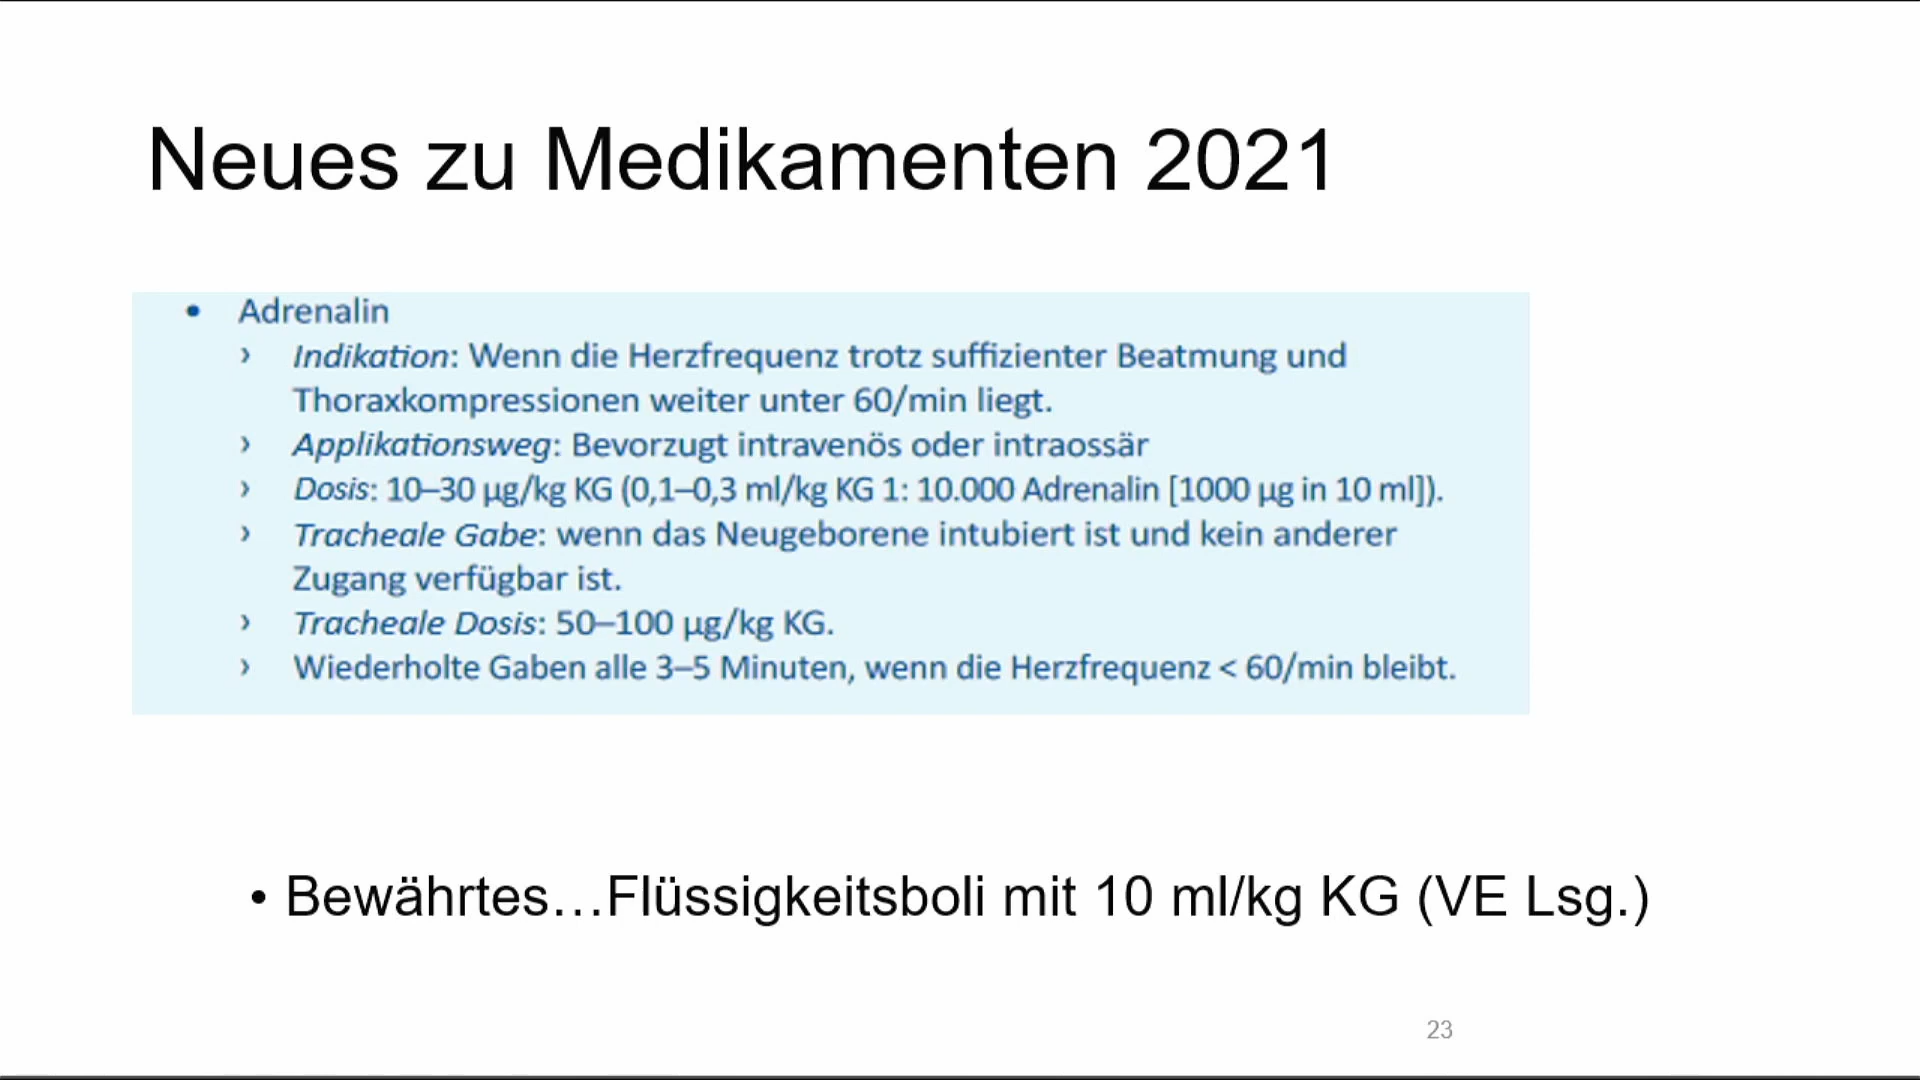 Neues zu Medikamenten 2021
• Adrenalin
› Indikation: Wenn die Herzfrequenz trotz suffizienter Beatmung und
Thoraxkompressionen weiter unter 60/min liegt.
› Applikationsweg: Bevorzugt intravenös oder intraossär
› Dosis: 10–30 µg/kg KG (0,1–0,3 ml/kg KG 1: 10.000 Adrenalin [1000 µg in 10 ml]).
› Tracheale Gabe: wenn das Neugeborene intubiert ist und kein anderer
Zugang verfügbar ist.
› Tracheale Dosis: 50–100 µg/kg KG.
› Wiederholte Gaben alle 3–5 Minuten, wenn die Herzfrequenz < 60/min bleibt.
• Bewährtes…Flüssigkeitsboli mit 10 ml/kg KG (VE Lsg.)
23